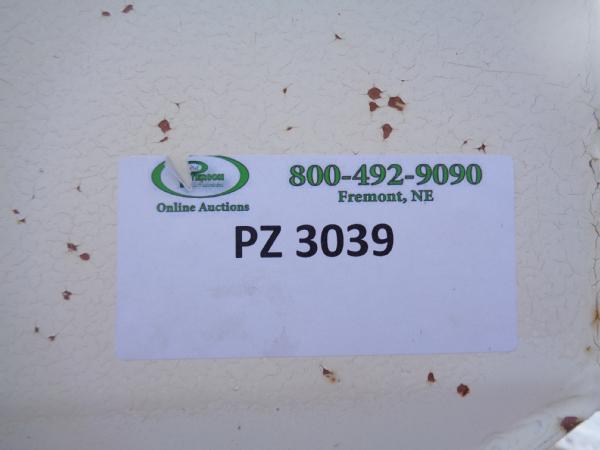 800-492-9090
Fremont, NE
Online Auctions
PZ 3039